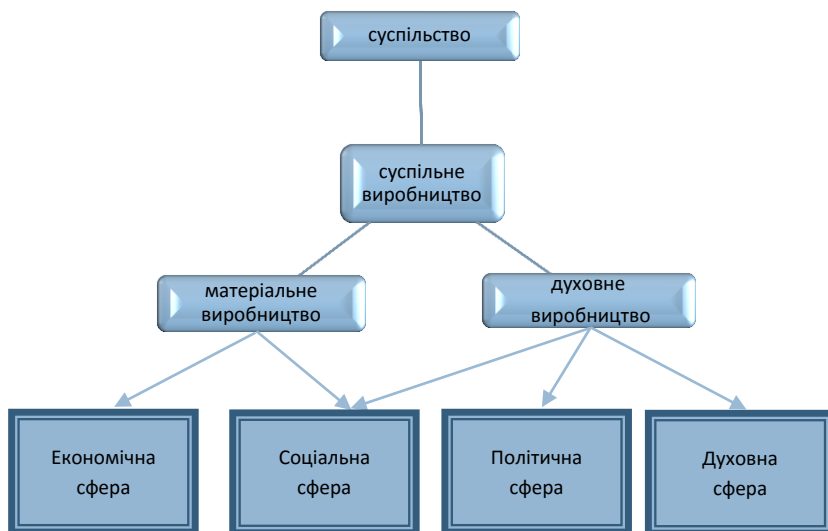 суспільство
суспільне
виробництво
матеріальне
виробництво
духовне
виробництво
Економічна
сфера
Соціальна
сфера
Політична
сфера
Духовна
сфера